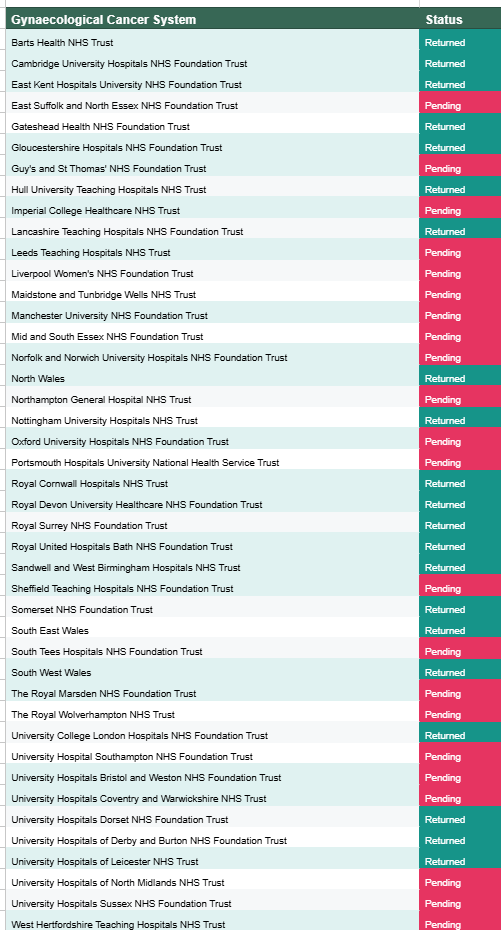 Gynaecological Cancer System Status
Barts Health NHS Trust Returned
Cambridge University Hospitals NHS Foundation Trust Returned
East Kent Hospitals University NHS Foundation Trust Returned
East Suffolk and North Essex NHS Foundation Trust Pending
Gateshead Health NHS Foundation Trust Returned
Gloucestershire Hospitals NHS Foundation Trust Returned
Guy's and St Thomas' NHS Foundation Trust Pending
Hull University Teaching Hospitals NHS Trust Returned
Imperial College Healthcare NHS Trust Pending
Lancashire Teaching Hospitals NHS Foundation Trust Returned
Leeds Teaching Hospitals NHS Trust Pending
Liverpool Women's NHS Foundation Trust Pending
Maidstone and Tunbridge Wells NHS Trust Pending
Manchester University NHS Foundation Trust Pending
Mid and South Essex NHS Foundation Trust Pending
Norfolk and Norwich University Hospitals NHS Foundation Trust Pending
North Wales Returned
Northampton General Hospital NHS Trust Pending
Nottingham University Hospitals NHS Trust Returned
Oxford University Hospitals NHS Foundation Trust Pending
Portsmouth Hospitals University National Health Service Trust Pending
Royal Cornwall Hospitals NHS Trust Returned
Royal Devon University Healthcare NHS Foundation Trust Returned
Royal Surrey NHS Foundation Trust Returned
Royal United Hospitals Bath NHS Foundation Trust Returned
Sandwell and West Birmingham Hospitals NHS Trust Returned
Sheffield Teaching Hospitals NHS Foundation Trust Pending
Somerset NHS Foundation Trust Returned
South East Wales Returned
South Tees Hospitals NHS Foundation Trust Pending
South West Wales Returned
The Royal Marsden NHS Foundation Trust Pending
The Royal Wolverhampton NHS Trust Pending
University College London Hospitals NHS Foundation Trust Returned
University Hospital Southampton NHS Foundation Trust Pending
University Hospitals Bristol and Weston NHS Foundation Trust Pending
University Hospitals Coventry and Warwickshire NHS Trust Pending
University Hospitals Dorset NHS Foundation Trust Returned
University Hospitals of Derby and Burton NHS Foundation Trust Returned
University Hospitals of Leicester NHS Trust Returned
University Hospitals of North Midlands NHS Trust Pending
University Hospitals Sussex NHS Foundation Trust Pending
West Hertfordshire Teaching Hospitals NHS Trust Pending